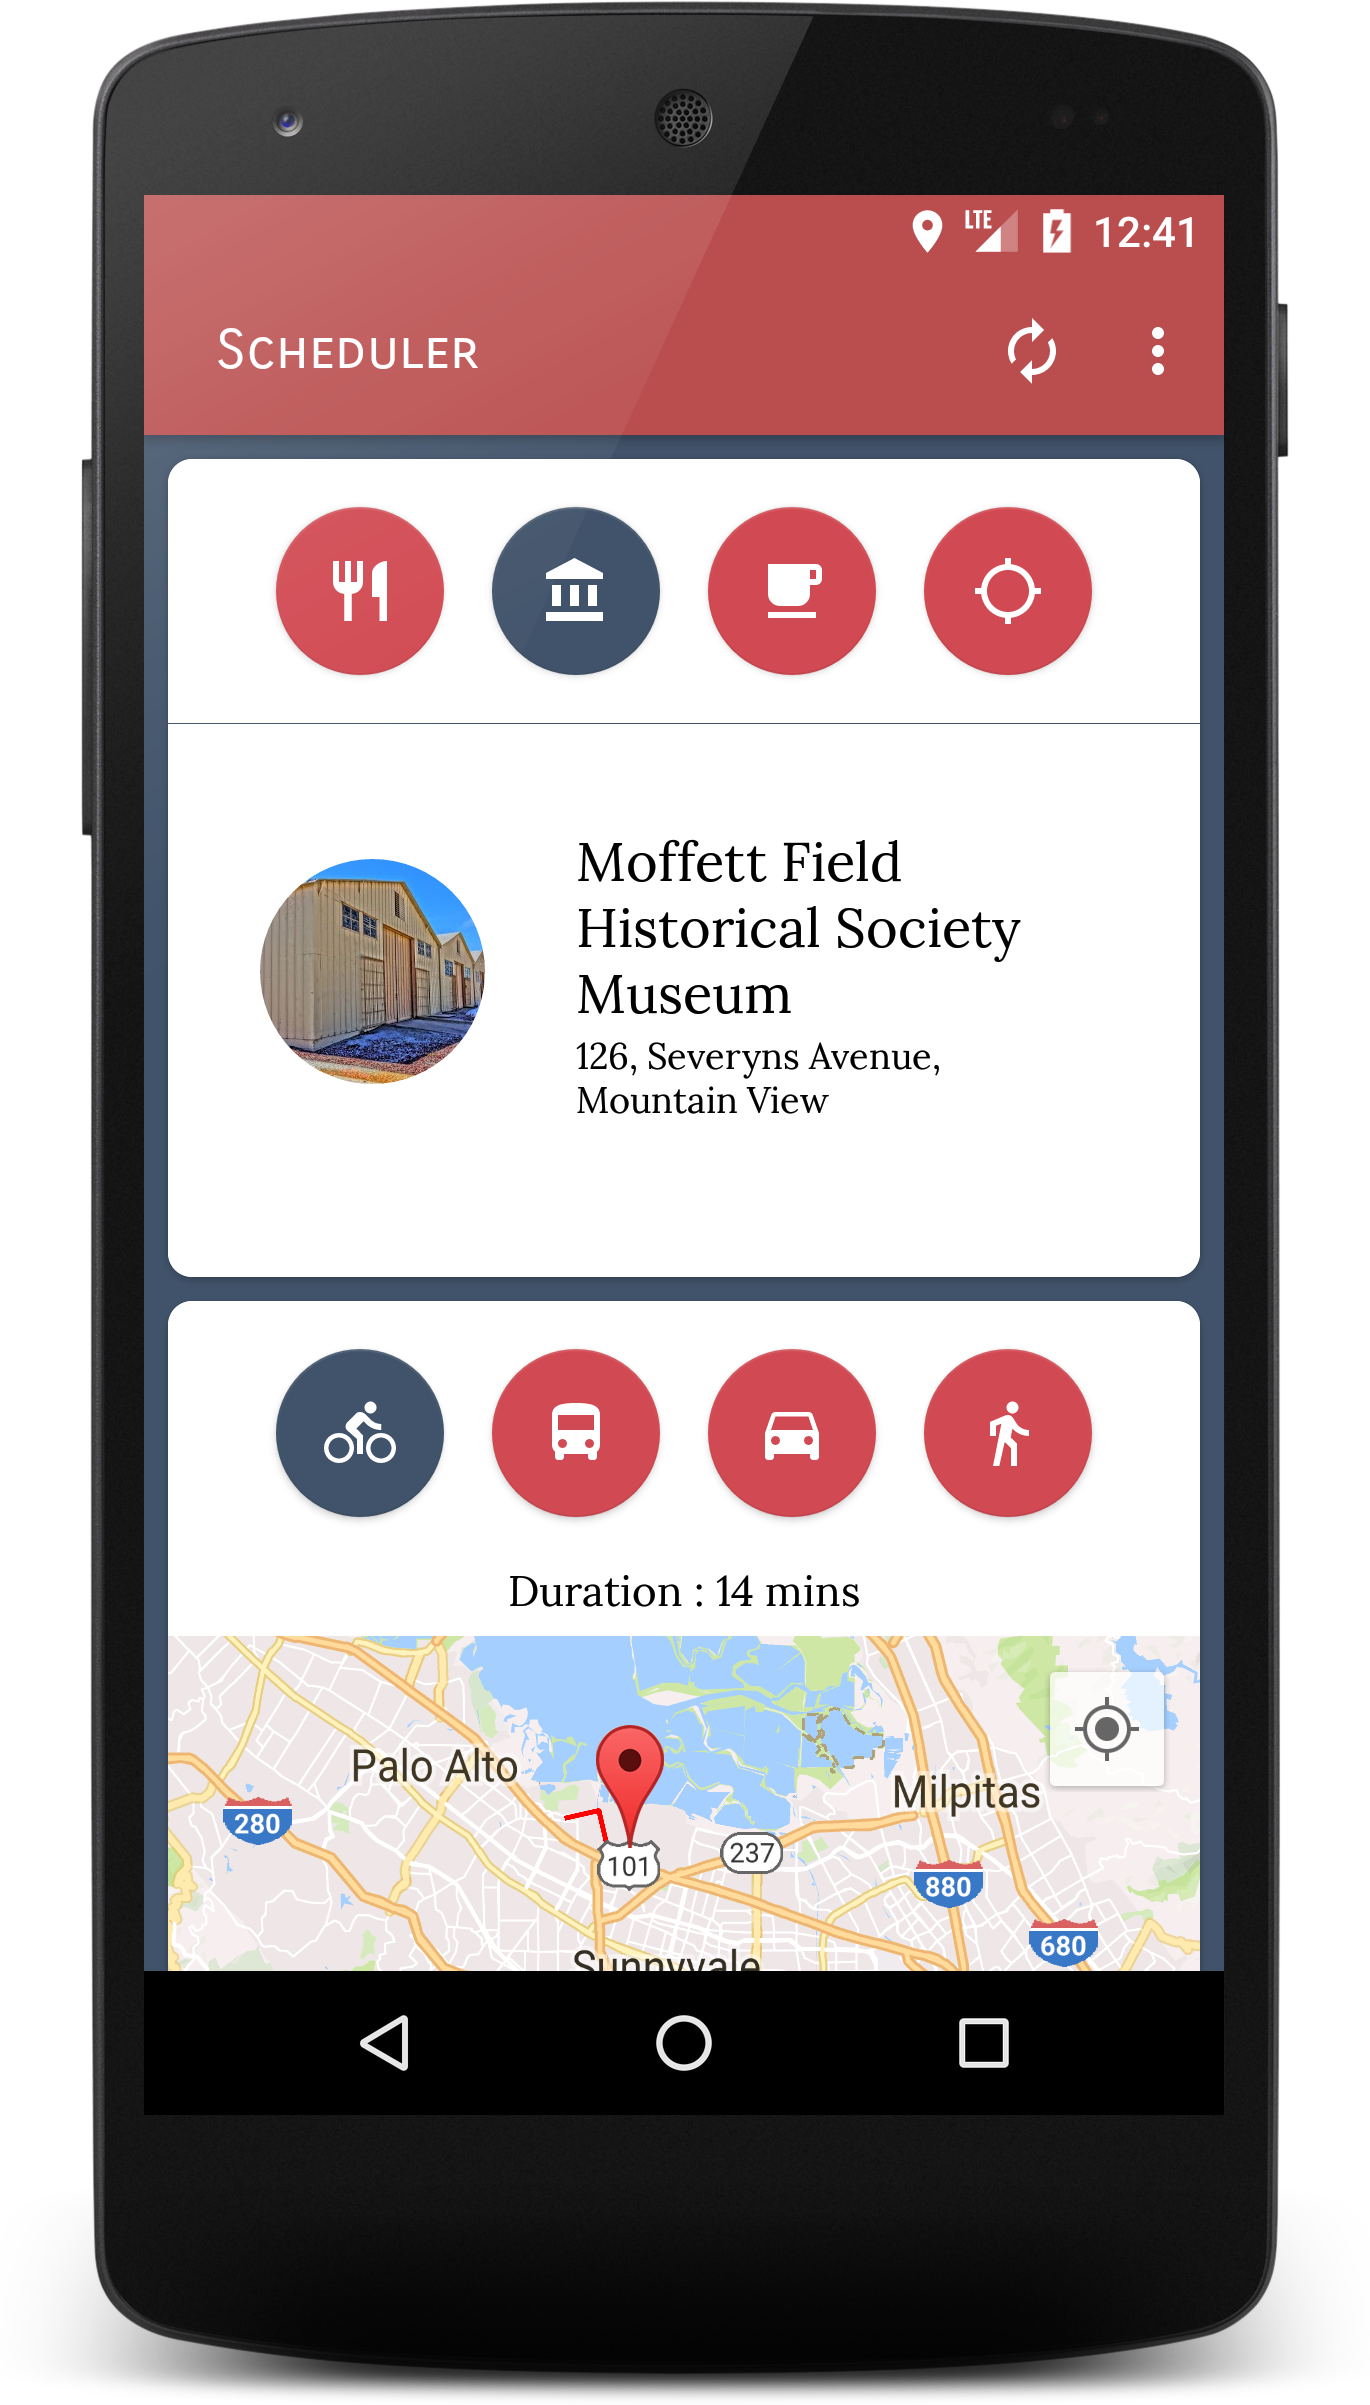 LTE 12:41
Scheduler
Moffett Field
Historical Society
Museum
126, Severyns Avenue,
Mountain View
Duration : 14 mins
Palo Alto
Milpitas
280
101
237
880
680
Sunnyvale